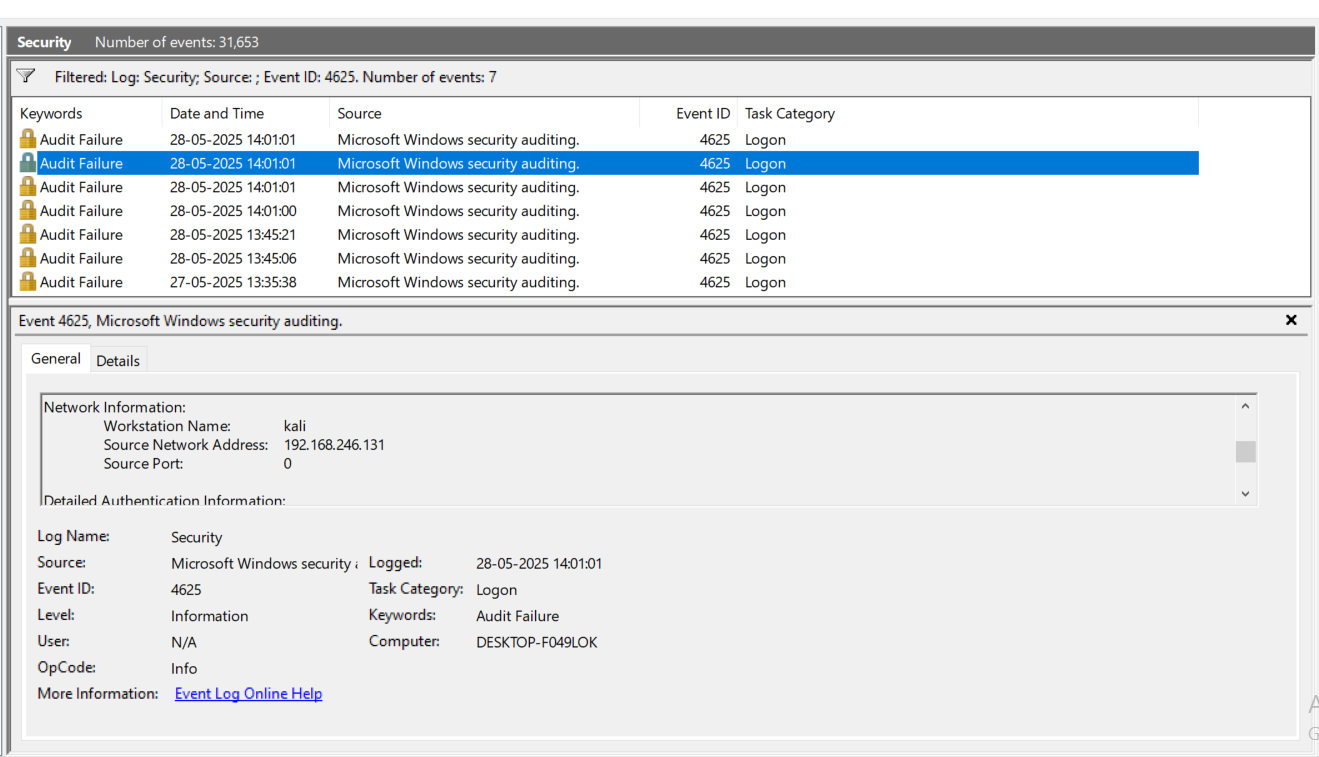 Security Number of events: 31,653
Filtered: Log: Security; Source: ; Event ID: 4625. Number of events: 7
Keywords Date and Time Source Event ID Task Category
Audit Failure 28-05-2025 14:01:01 Microsoft Windows security auditing. 4625 Logon
Audit Failure 28-05-2025 14:01:01 Microsoft Windows security auditing. 4625 Logon
Audit Failure 28-05-2025 14:01:01 Microsoft Windows security auditing. 4625 Logon
Audit Failure 28-05-2025 14:01:00 Microsoft Windows security auditing. 4625 Logon
Audit Failure 28-05-2025 13:45:21 Microsoft Windows security auditing. 4625 Logon
Audit Failure 28-05-2025 13:45:06 Microsoft Windows security auditing. 4625 Logon
Audit Failure 27-05-2025 13:35:38 Microsoft Windows security auditing. 4625 Logon
Event 4625, Microsoft Windows security auditing.
General Details
Network Information:
Workstation Name: kali
Source Network Address: 192.168.246.131
Source Port: 0
Detailed Authentication Information:
Log Name: Security
Source: Microsoft Windows security Logged: 28-05-2025 14:01:01
Event ID: 4625 Task Category: Logon
Level: Information Keywords: Audit Failure
User: N/A Computer: DESKTOP-F049LOK
OpCode: Info
More Information: Event Log Online Help